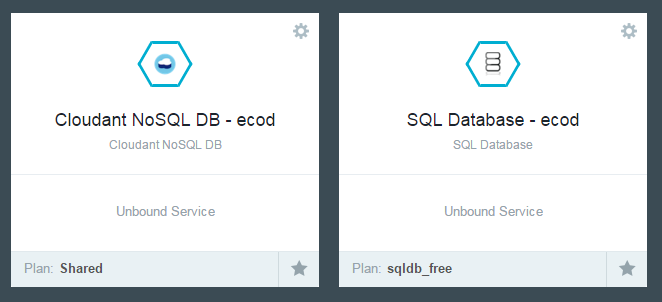 Cloudant NoSQL DB - ecod
Cloudant NoSQL DB
Unbound Service
Plan: Shared
SQL Database - ecod
SQL Database
Unbound Service
Plan: sqldb_free